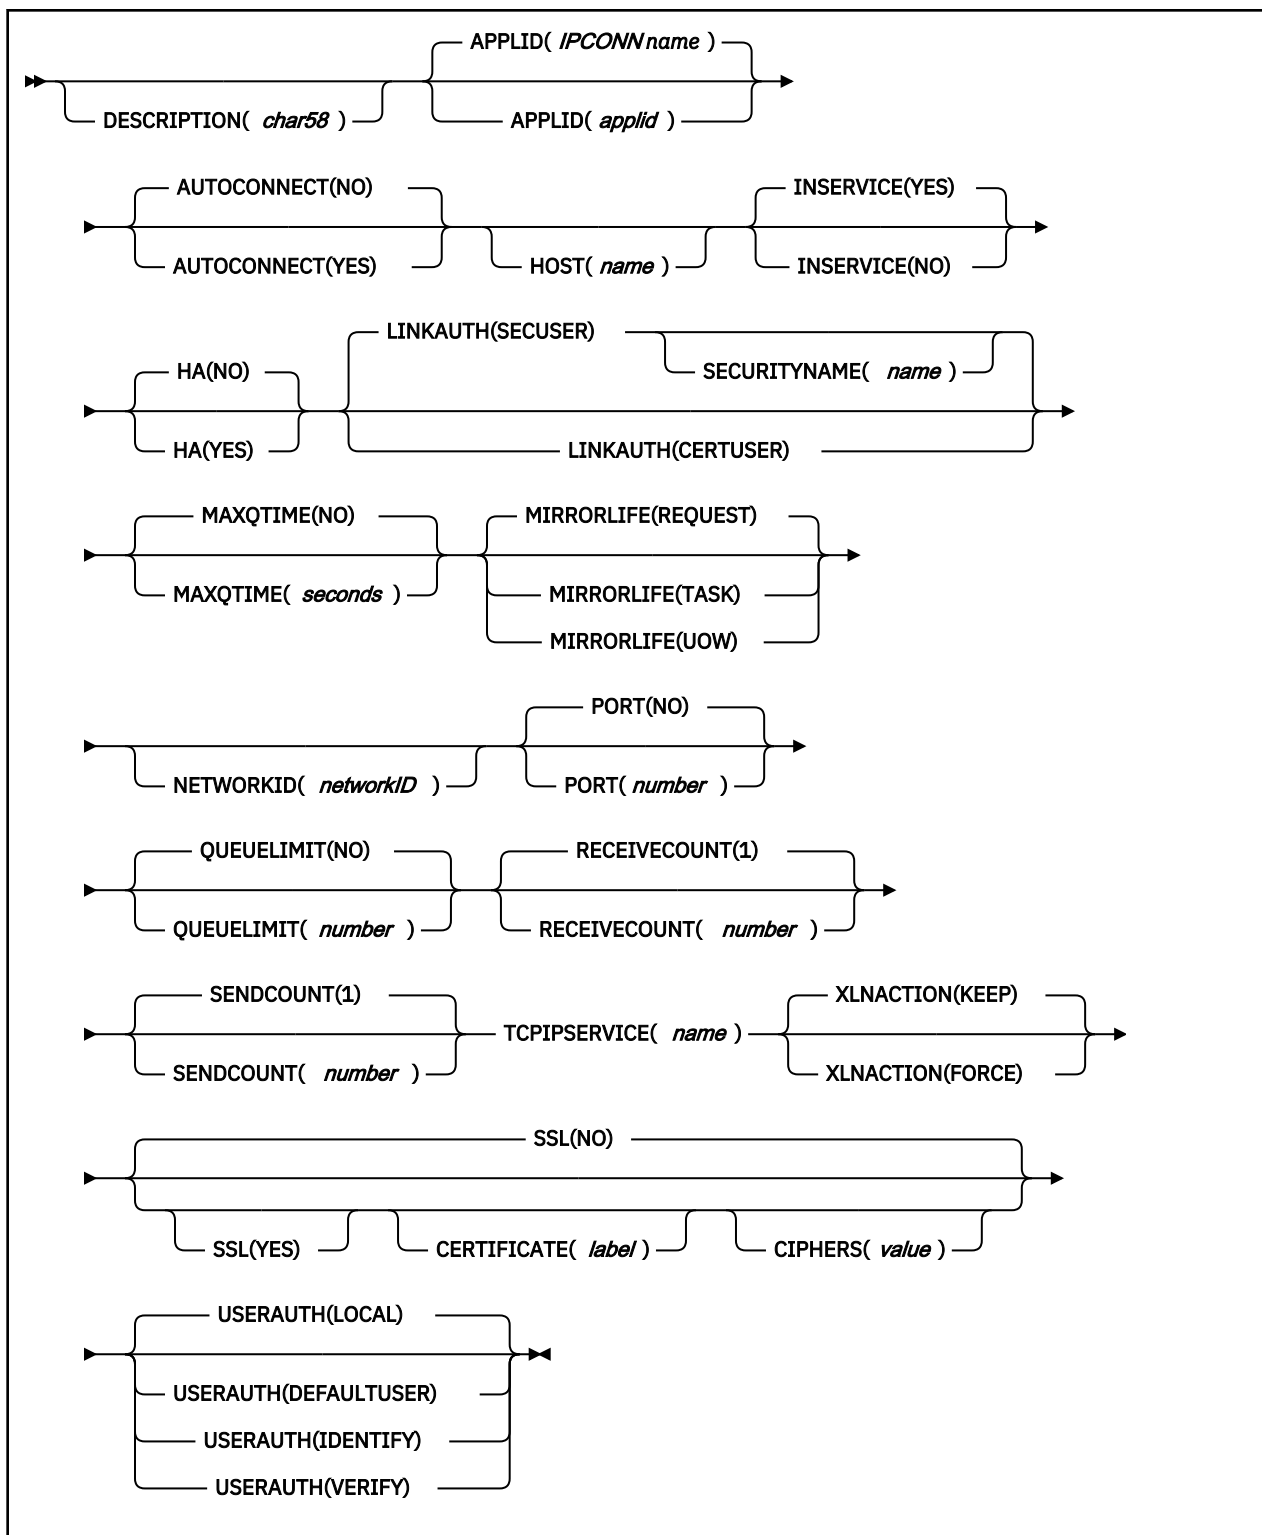 APPLID( IPCONN name )
DESCRIPTION( char58 ) APPLID( applid )
AUTOCONNECT(NO) INSERVICE(YES)
AUTOCONNECT(YES) HOST( name ) INSERVICE(NO)
LINKAUTH(SECUSER)
HA(NO) SECURITYNAME( name )
HA(YES) LINKAUTH(CERTUSER)
MAXQTIME(NO) MIRRORLIFE(REQUEST)
MAXQTIME( seconds ) MIRRORLIFE(TASK)
MIRRORLIFE(UOW)
PORT(NO)
NETWORKID( networkID ) PORT( number )
QUEUELIMIT(NO) RECEIVECOUNT(1)
QUEUELIMIT( number ) RECEIVECOUNT( number )
SENDCOUNT(1) XLNACTION(KEEP)
TCPIPSERVICE( name )
SENDCOUNT( number ) XLNACTION(FORCE)
SSL(NO)
SSL(YES) CERTIFICATE( label ) CIPHERS( value )
USERAUTH(LOCAL)
USERAUTH(DEFAULTUSER)
USERAUTH(IDENTIFY)
USERAUTH(VERIFY)